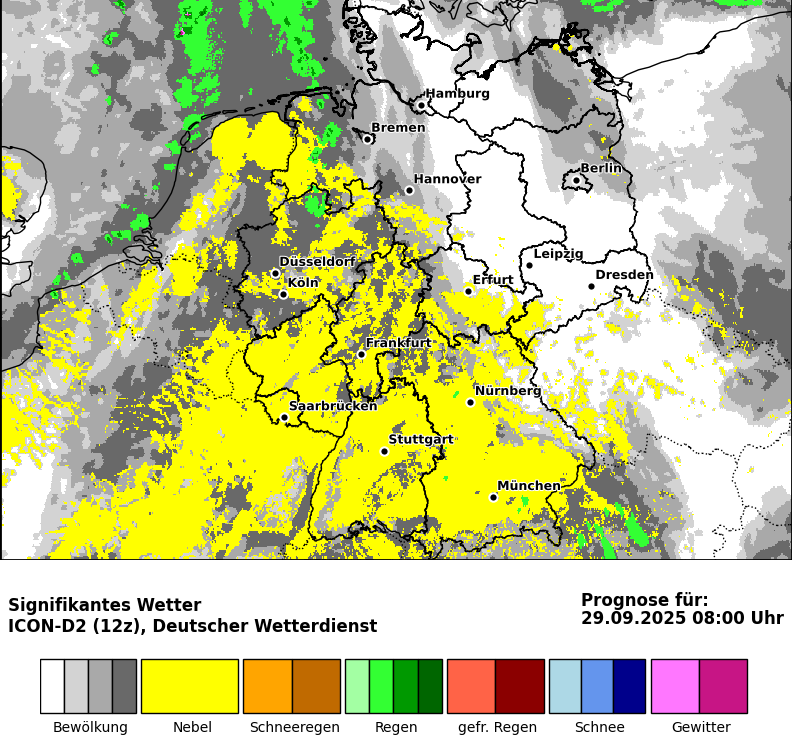 Hamburg
Bremen
Berlin
Hannover
Leipzig
Düsseldorf
Dresden
Erfurt
Köln
Frankfurt
Nürnberg
Saarbrücken
Stuttgart
München
Signifikantes Wetter
ICON-D2 (12z), Deutscher Wetterdienst
Prognose für:
29.09.2025 08:00 Uhr
Bewölkung Nebel Schneeregen Regen gefr. Regen Schnee Gewitter